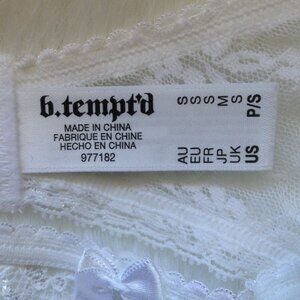 b.tempt'd
MADE IN CHINA
FABRIQUE EN CHINE
HECHO EN CHINA
977182
AU S
EU S
FR S
JP M
UK S
US P/S